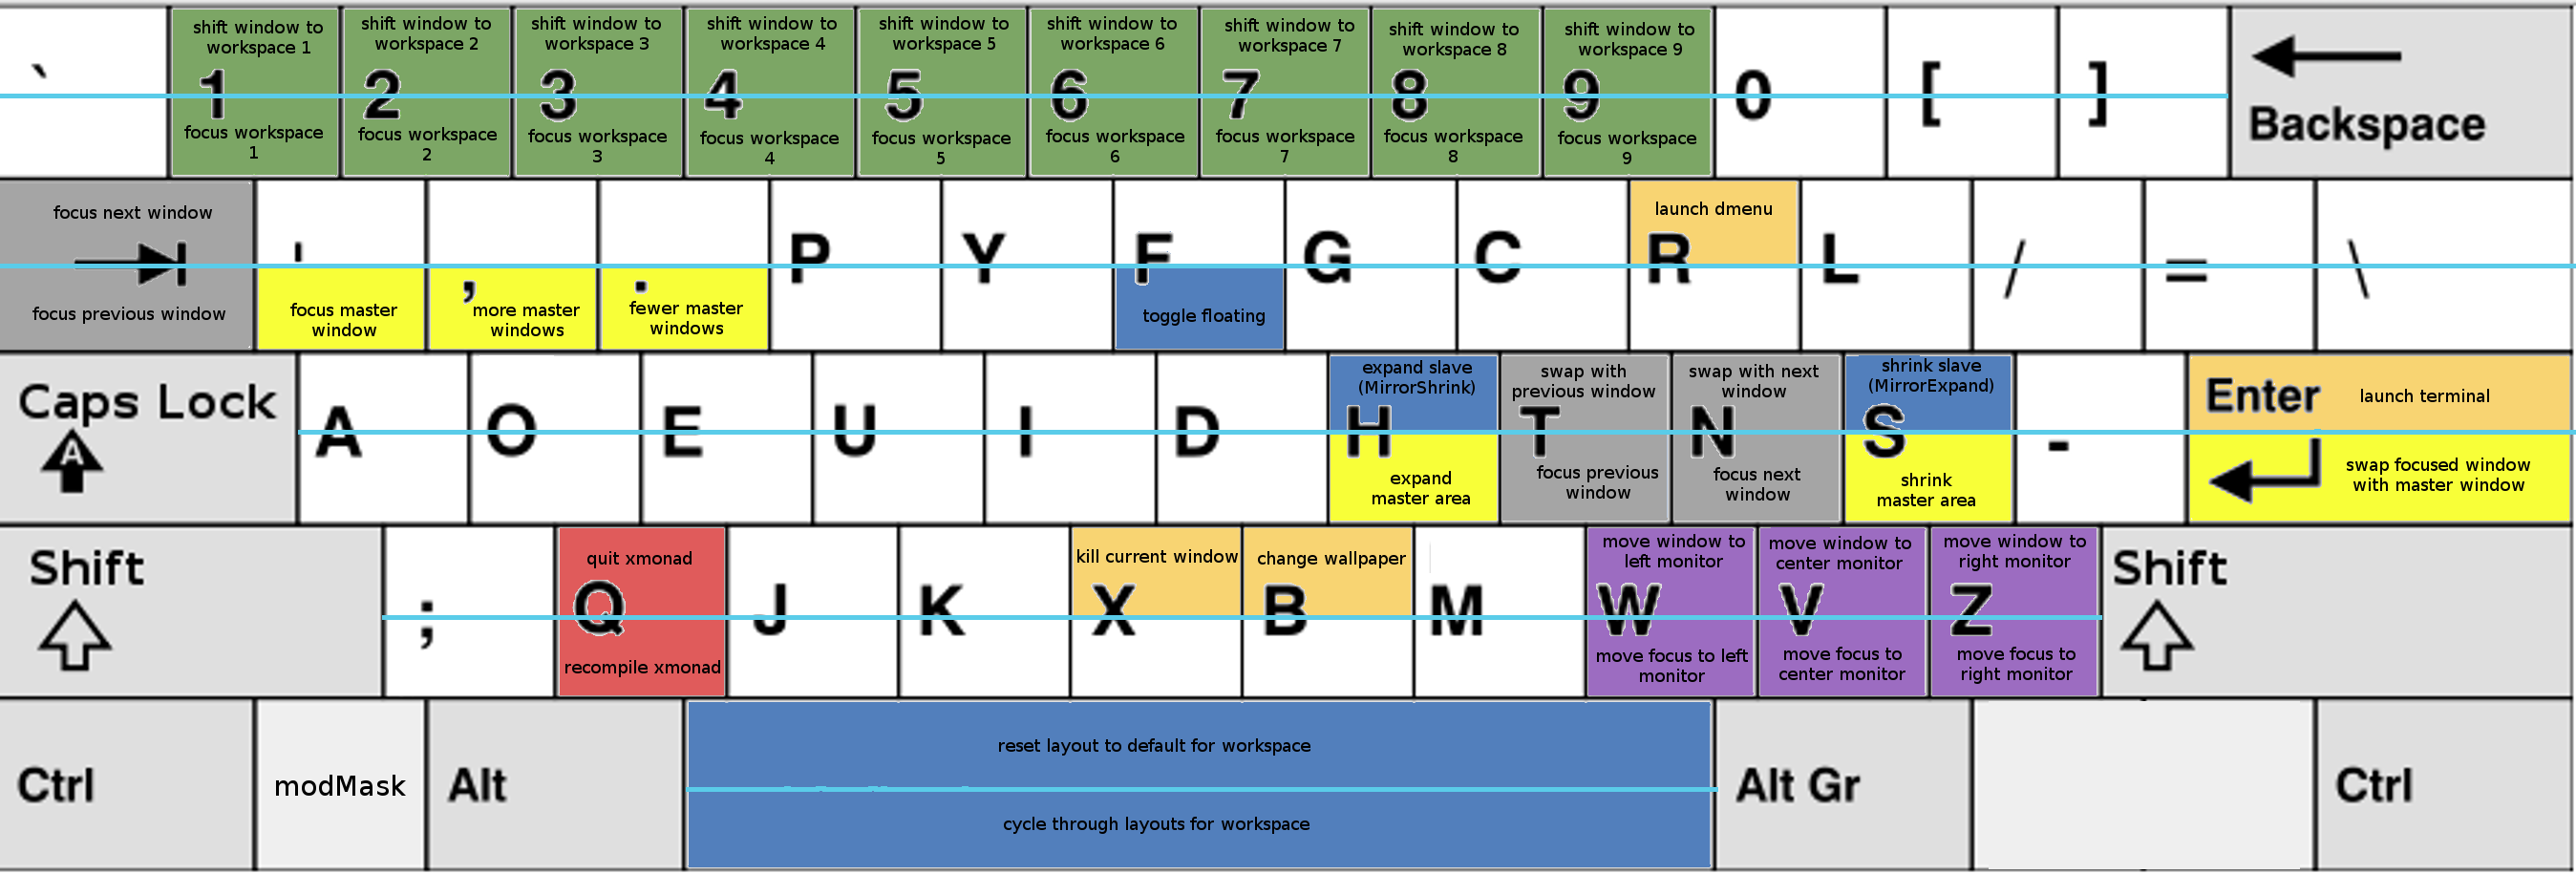 `
shift window to
workspace 1
1
focus workspace
1
shift window to
workspace 2
2
focus workspace
2
shift window to
workspace 3
3
focus workspace
3
shift window to
workspace 4
4
focus workspace
4
shift window to
workspace 5
5
focus workspace
5
shift window to
workspace 6
6
focus workspace
6
shift window to
workspace 7
7
focus workspace
7
shift window to
workspace 8
8
focus workspace
8
shift window to
workspace 9
9
focus workspace
9
0
[
]
Backspace
focus next window
focus previous window
'
focus master
window
,
more master
windows
.
fewer master
windows
P
Y
F
toggle floating
G
C
launch dmenu
R
L
/
=
\
Caps Lock
A
A
O
E
U
I
D
expand slave
(MirrorShrink)
H
expand
master area
swap with
previous window
T
focus previous
window
swap with next
window
N
focus next
window
shrink slave
(MirrorExpand)
S
shrink
master area
-
Enter
launch terminal
swap focused window
with master window
Shift
;
quit xmonad
Q
recompile xmonad
J
K
kill current window
X
change wallpaper
B
M
move window to
left monitor
W
move focus to left
monitor
move window to
center monitor
V
move focus to
center monitor
move window to
right monitor
Z
move focus to
right monitor
Shift
Ctrl
modMask
Alt
reset layout to default for workspace
cycle through layouts for workspace
Alt Gr
Ctrl